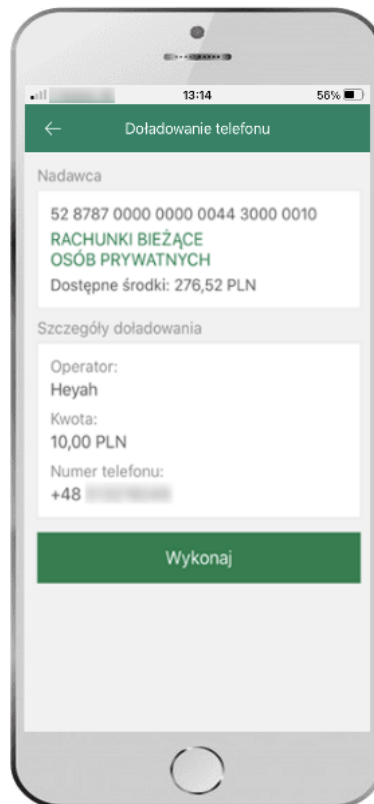 13:14
56%
Doładowanie telefonu
Nadawca
52 8787 0000 0000 0044 3000 0010
RACHUNKI BIEŻĄCE
OSÓB PRYWATNYCH
Dostępne środki: 276,52 PLN
Szczegóły doładowania
Operator:
Heyah
Kwota:
10,00 PLN
Numer telefonu:
+48
Wykonaj